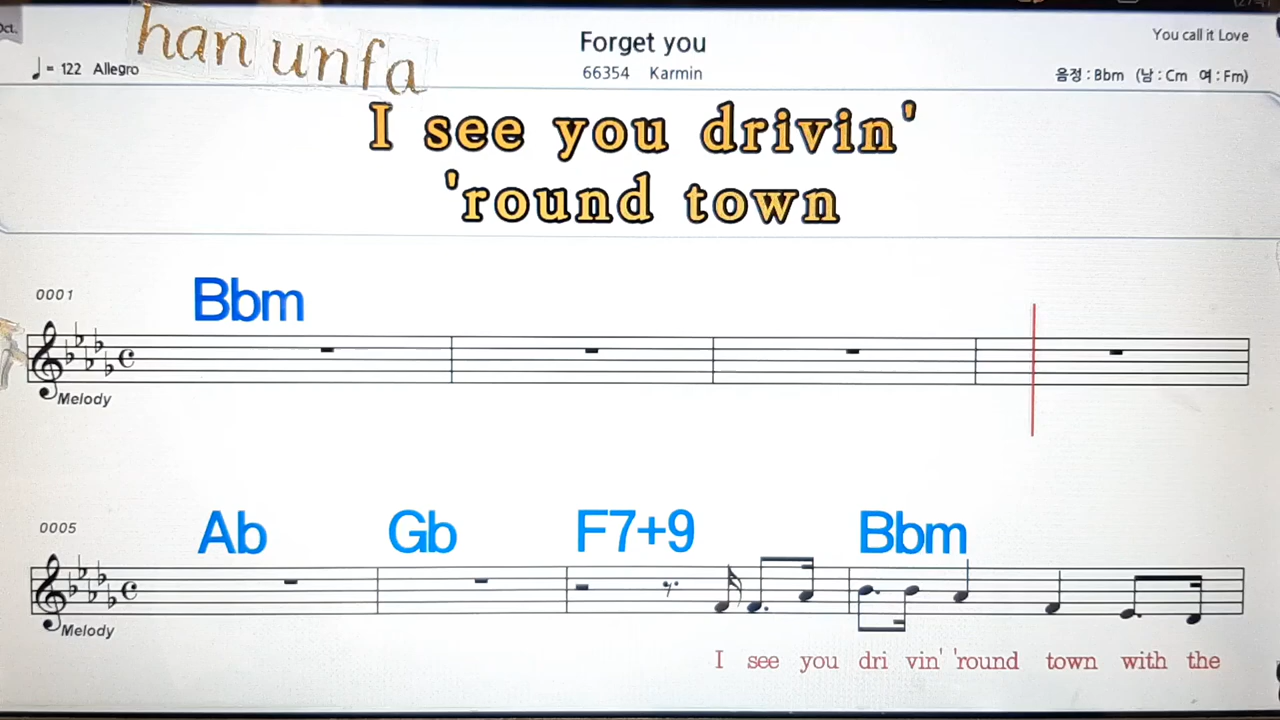 Oct.
han unfa
Forget you
You call it Love
= 122 Allegro
66354 Karmin
음정 : Bbm (남 : Cm 여 : Fm)
I see you drivin'
'round town
0001
Bbm
Melody
0005
Ab Gb F7+9 Bbm
Melody
I see you dri vin' 'round town with the